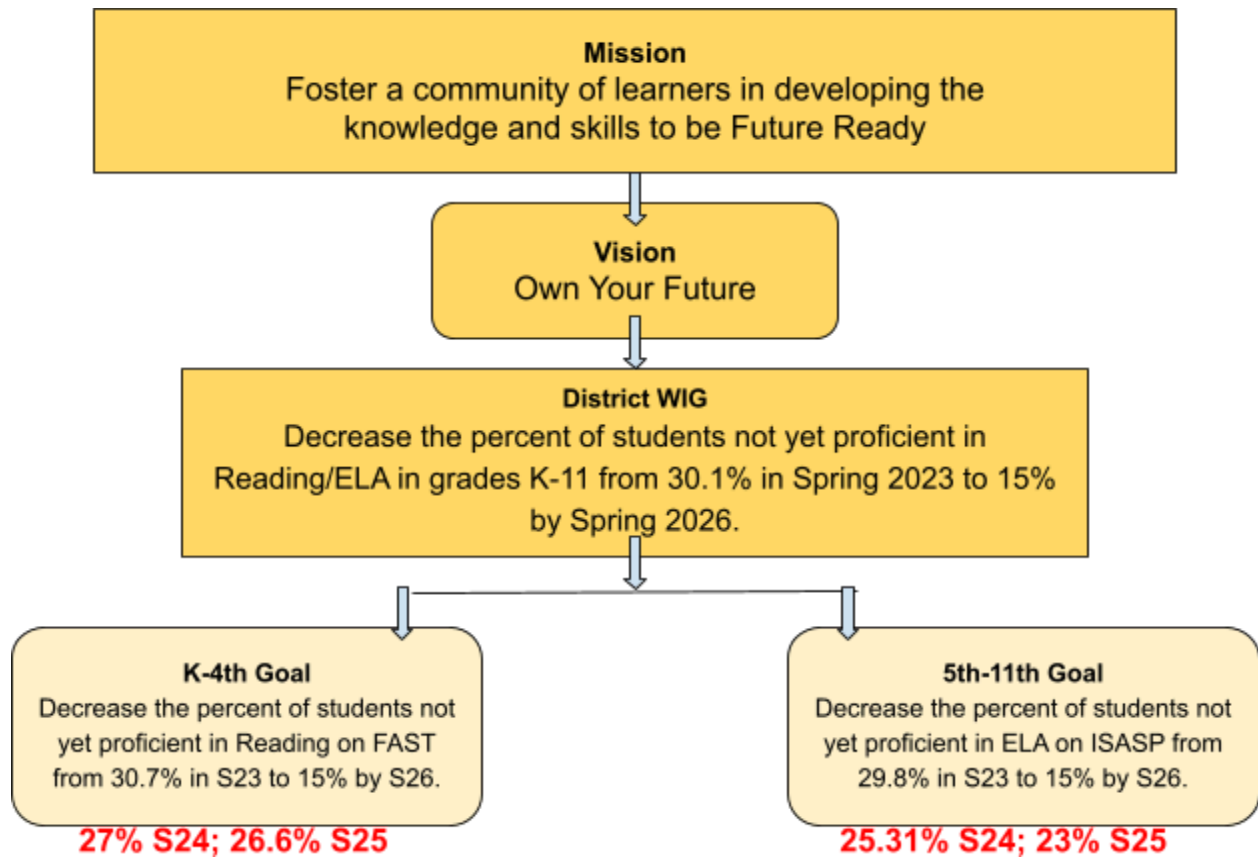 Mission
Foster a community of learners in developing the
knowledge and skills to be Future Ready
Vision
Own Your Future
District WIG
Decrease the percent of students not yet proficient in
Reading/ELA in grades K-11 from 30.1% in Spring 2023 to 15%
by Spring 2026.
K-4th Goal
Decrease the percent of students not
yet proficient in Reading on FAST
from 30.7% in S23 to 15% by S26.
27% S24; 26.6% S25
5th-11th Goal
Decrease the percent of students not
yet proficient in ELA on ISASP from
29.8% in S23 to 15% by S26.
25.31% S24; 23% S25